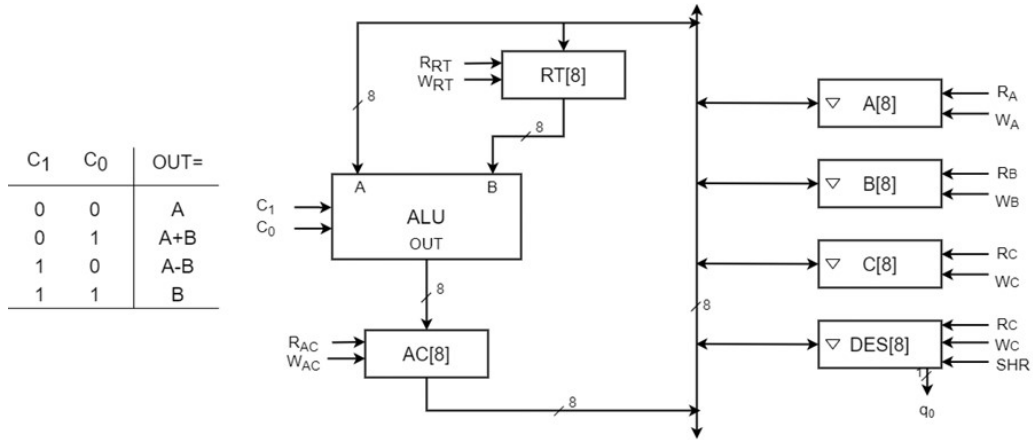 C1 C0 OUT=
0 0 A
0 1 A+B
1 0 A-B
1 1 B
RRT
WRT
RT[8]
8
8
A B
C1
C0
ALU
OUT
8
RAC
WAC
AC[8]
8
8
A[8]
RA
WA
B[8]
RB
WB
C[8]
RC
WC
DES[8]
RC
WC
SHR
1
q0